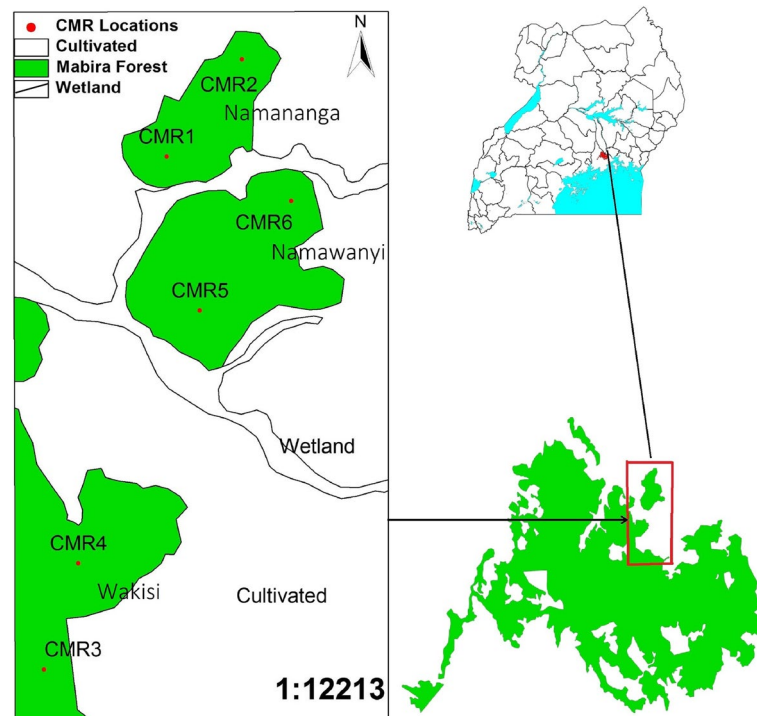 CMR Locations
Cultivated
Mabira Forest
Wetland
N
CMR2
Namananga
CMR1
CMR6
Namawanyi
CMR5
Wetland
CMR4
Wakisi
Cultivated
CMR3
1:12213